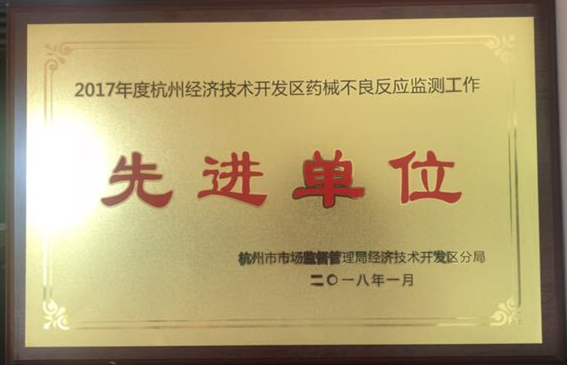 2017年度杭州经济技术开发区药械不良反应监测工作
先进单位
杭州市市场监督管理局经济技术开发区分局
二〇一八年一月